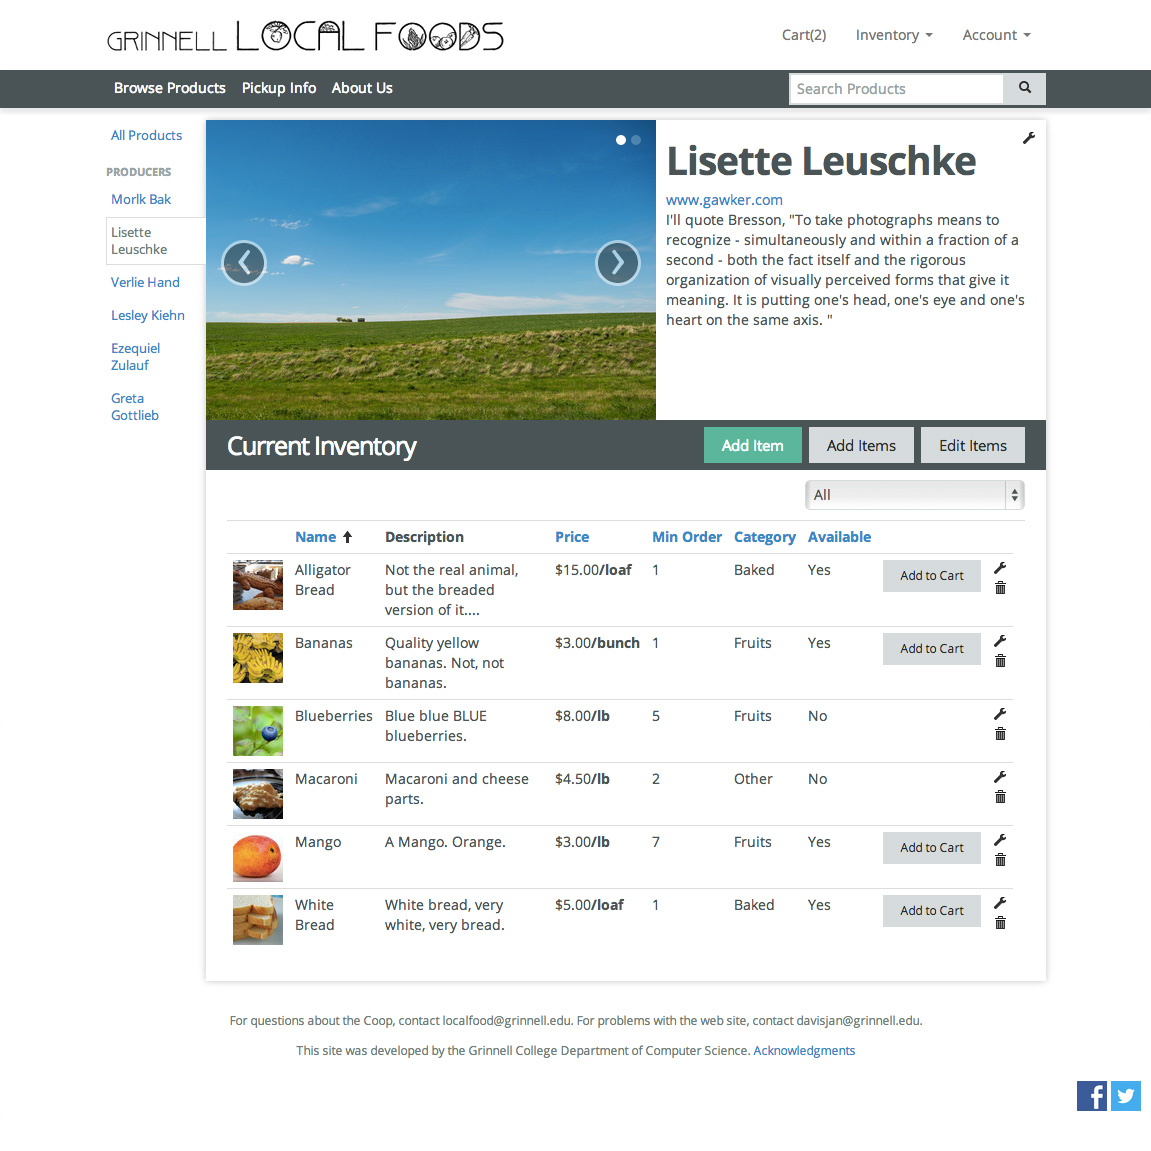 GRINNELL LOCAL FOODS
Cart(2) Inventory Account
Browse Products Pickup Info About Us Search Products
All Products
PRODUCERS
Morlk Bak
Lisette
Leuschke
Verlie Hand
Lesley Kiehn
Ezequiel
Zulauf
Greta
Gottlieb
Lisette Leuschke
www.gawker.com
I'll quote Bresson, "To take photographs means to
recognize - simultaneously and within a fraction of a
second - both the fact itself and the rigorous
organization of visually perceived forms that give it
meaning. It is putting one's head, one's eye and one's
heart on the same axis. "
Current Inventory Add Item Add Items Edit Items
All
Name Description Price Min Order Category Available
Alligator Not the real animal, $15.00/loaf 1 Baked Yes Add to Cart
Bread but the breaded
version of it....
Bananas Quality yellow $3.00/bunch 1 Fruits Yes Add to Cart
bananas. Not, not
bananas.
Blueberries Blue blue BLUE $8.00/lb 5 Fruits No
blueberries.
Macaroni Macaroni and cheese $4.50/lb 2 Other No
parts.
Mango A Mango. Orange. $3.00/lb 7 Fruits Yes Add to Cart
White White bread, very $5.00/loaf 1 Baked Yes Add to Cart
Bread white, very bread.
For questions about the Coop, contact localfood@grinnell.edu. For problems with the web site, contact davisjan@grinnell.edu.
This site was developed by the Grinnell College Department of Computer Science. Acknowledgments